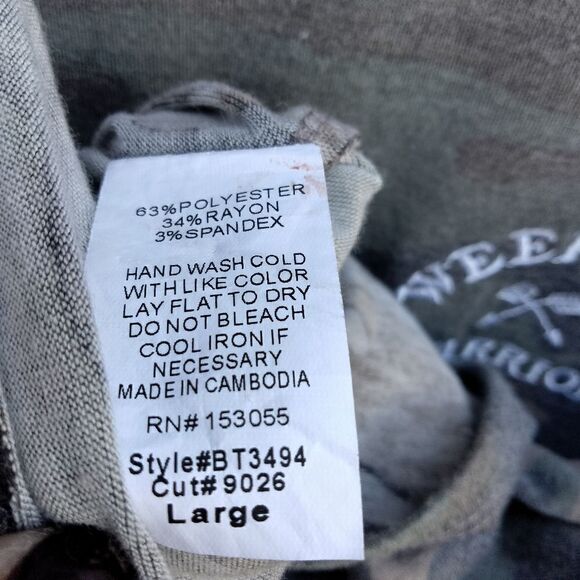 63%POLYESTER
34%RAYON
3%SPANDEX
HAND WASH COLD
WITH LIKE COLOR
LAY FLAT TO DRY
DO NOT BLEACH
COOL IRON IF
NECESSARY
MADE IN CAMBODIA
RN# 153055
Style#BT3494
Cut# 9026
Large